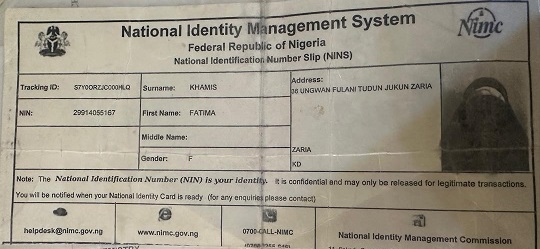 National Identity Management System
Federal Republic of Nigeria
National Identification Number Slip (NINS)
Nimc
Tracking ID: S7Y0ORZJC000HLQ
Surname: KHAMIS
Address:
38 UNGWAN FULANI TUDUN JUKUN ZARIA
NIN: 29914055167
First Name: FATIMA
Middle Name:
ZARIA
Gender: F
KD
Note: The National Identification Number (NIN) is your identity. It is confidential and may only be released for legitimate transactions.
You will be notified when your National Identity Card is ready (for any enquiries please contact)
helpdesk@nimc.gov.ng
www.nimc.gov.ng
0700-CALL-NIMC
National Identity Management Commission